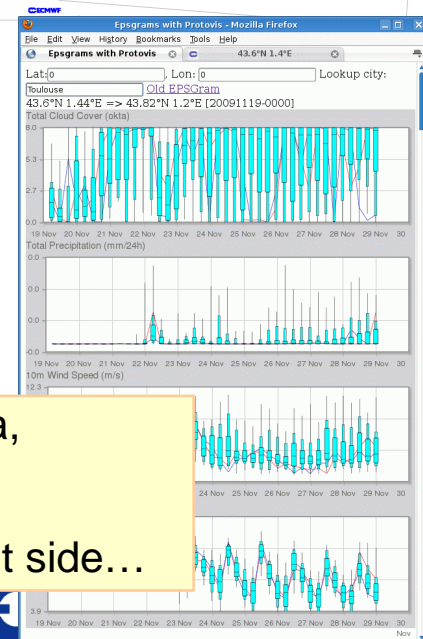 ECMWF
Epsgrams with Protovis - Mozilla Firefox
File Edit View History Bookmarks Tools Help
Epsgrams with Protovis
43.6°N 1.4°E
Lat: 0 , Lon: 0 Lookup city:
Toulouse Old EPSGram
43.6°N 1.44°E => 43.82°N 1.2°E [20091119-0000]
Total Cloud Cover (okta)
8.0
5.3
2.7
0.0
19 Nov 20 Nov 21 Nov 22 Nov 23 Nov 24 Nov 25 Nov 26 Nov 27 Nov 28 Nov 29 Nov 30
Total Precipitation (mm/24h)
0.0
0.0
0.0
-0.0
19 Nov 20 Nov 21 Nov 22 Nov 23 Nov 24 Nov 25 Nov 26 Nov 27 Nov 28 Nov 29 Nov 30
10m Wind Speed (m/s)
12.3
a,
24 Nov 25 Nov 26 Nov 27 Nov 28 Nov 29 Nov 30
t side...
3.9
19 Nov 20 Nov 21 Nov 22 Nov 23 Nov 24 Nov 25 Nov 26 Nov 27 Nov 28 Nov 29 Nov 30
Nov